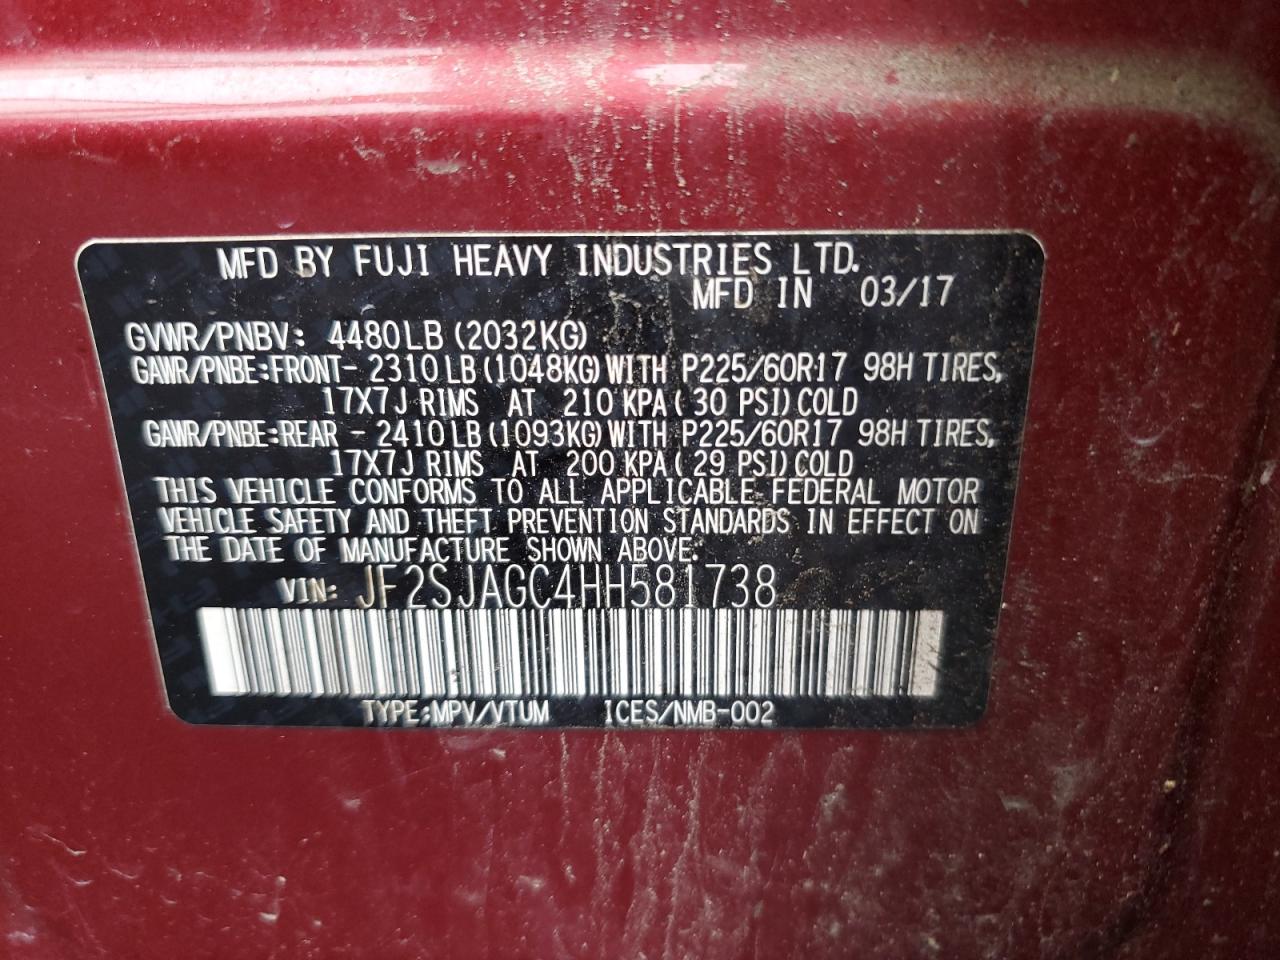 MFD BY FUJI HEAVY INDUSTRIES LTD.
MFD IN 03/17
GVWR/PNBV: 4480LB (2032KG)
GAWR/PNBE:FRONT- 2310LB (1048KG) WITH P225/60R17 98H TIRES,
17X7J RIMS AT 210 KPA ( 30 PSI) COLD
GAWR/PNBE:REAR - 2410LB (1093KG) WITH P225/60R17 98H TIRES,
17X7J RIMS AT 200 KPA ( 29 PSI) COLD
THIS VEHICLE CONFORMS TO ALL APPLICABLE FEDERAL MOTOR
VEHICLE SAFETY AND THEFT PREVENTION STANDARDS IN EFFECT ON
THE DATE OF MANUFACTURE SHOWN ABOVE.
VIN: JF2SJAGC4HH581738
TYPE:MPV/VTUM ICES/NMB-002